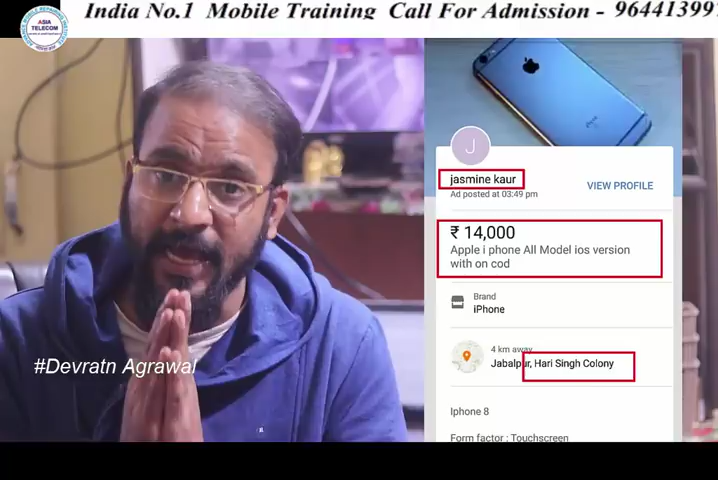 India No.1 Mobile Training Call For Admission - 96441399
ASIA
TELECOM
J
jasmine kaur
Ad posted at 03:49 pm
VIEW PROFILE
₹ 14,000
Apple i phone All Model ios version
with on cod
Brand
iPhone
4 km away
Jabalpur, Hari Singh Colony
#Devratn Agrawal
Iphone 8
Form factor : Touchscreen